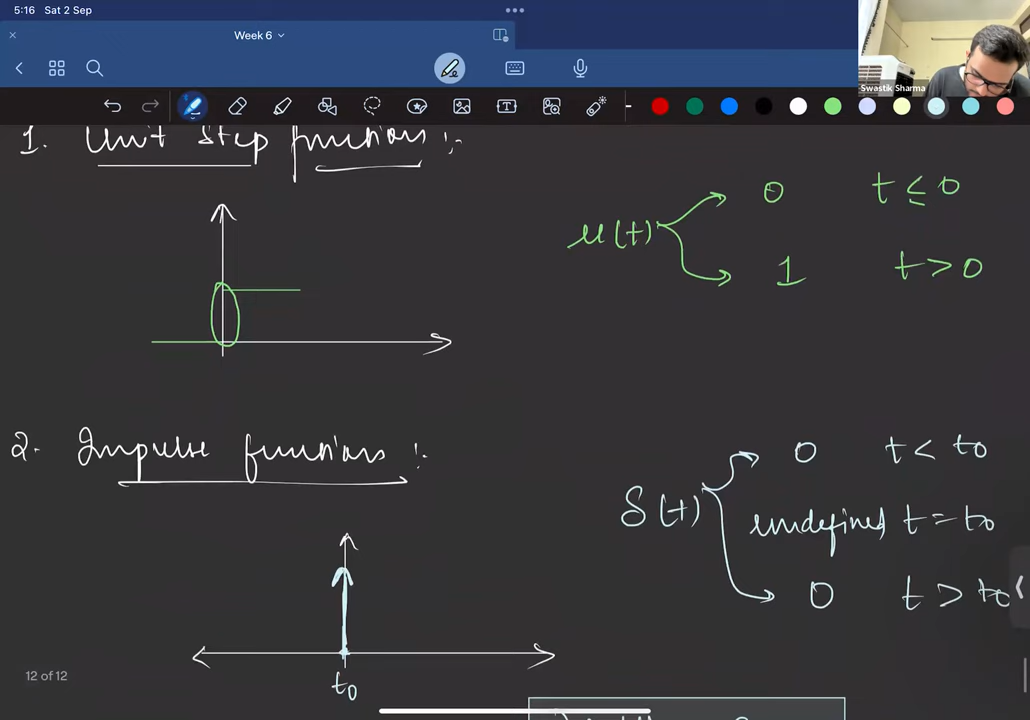 5:16 Sat 2 Sep
Week 6
Swastik Sharma
1. Unit Step function :-
u(t) 0 t ≤ 0
1 t > 0
2. Impulse function :-
δ(t) 0 t < t0
undefined t = t0
0 t > t0
t0
12 of 12